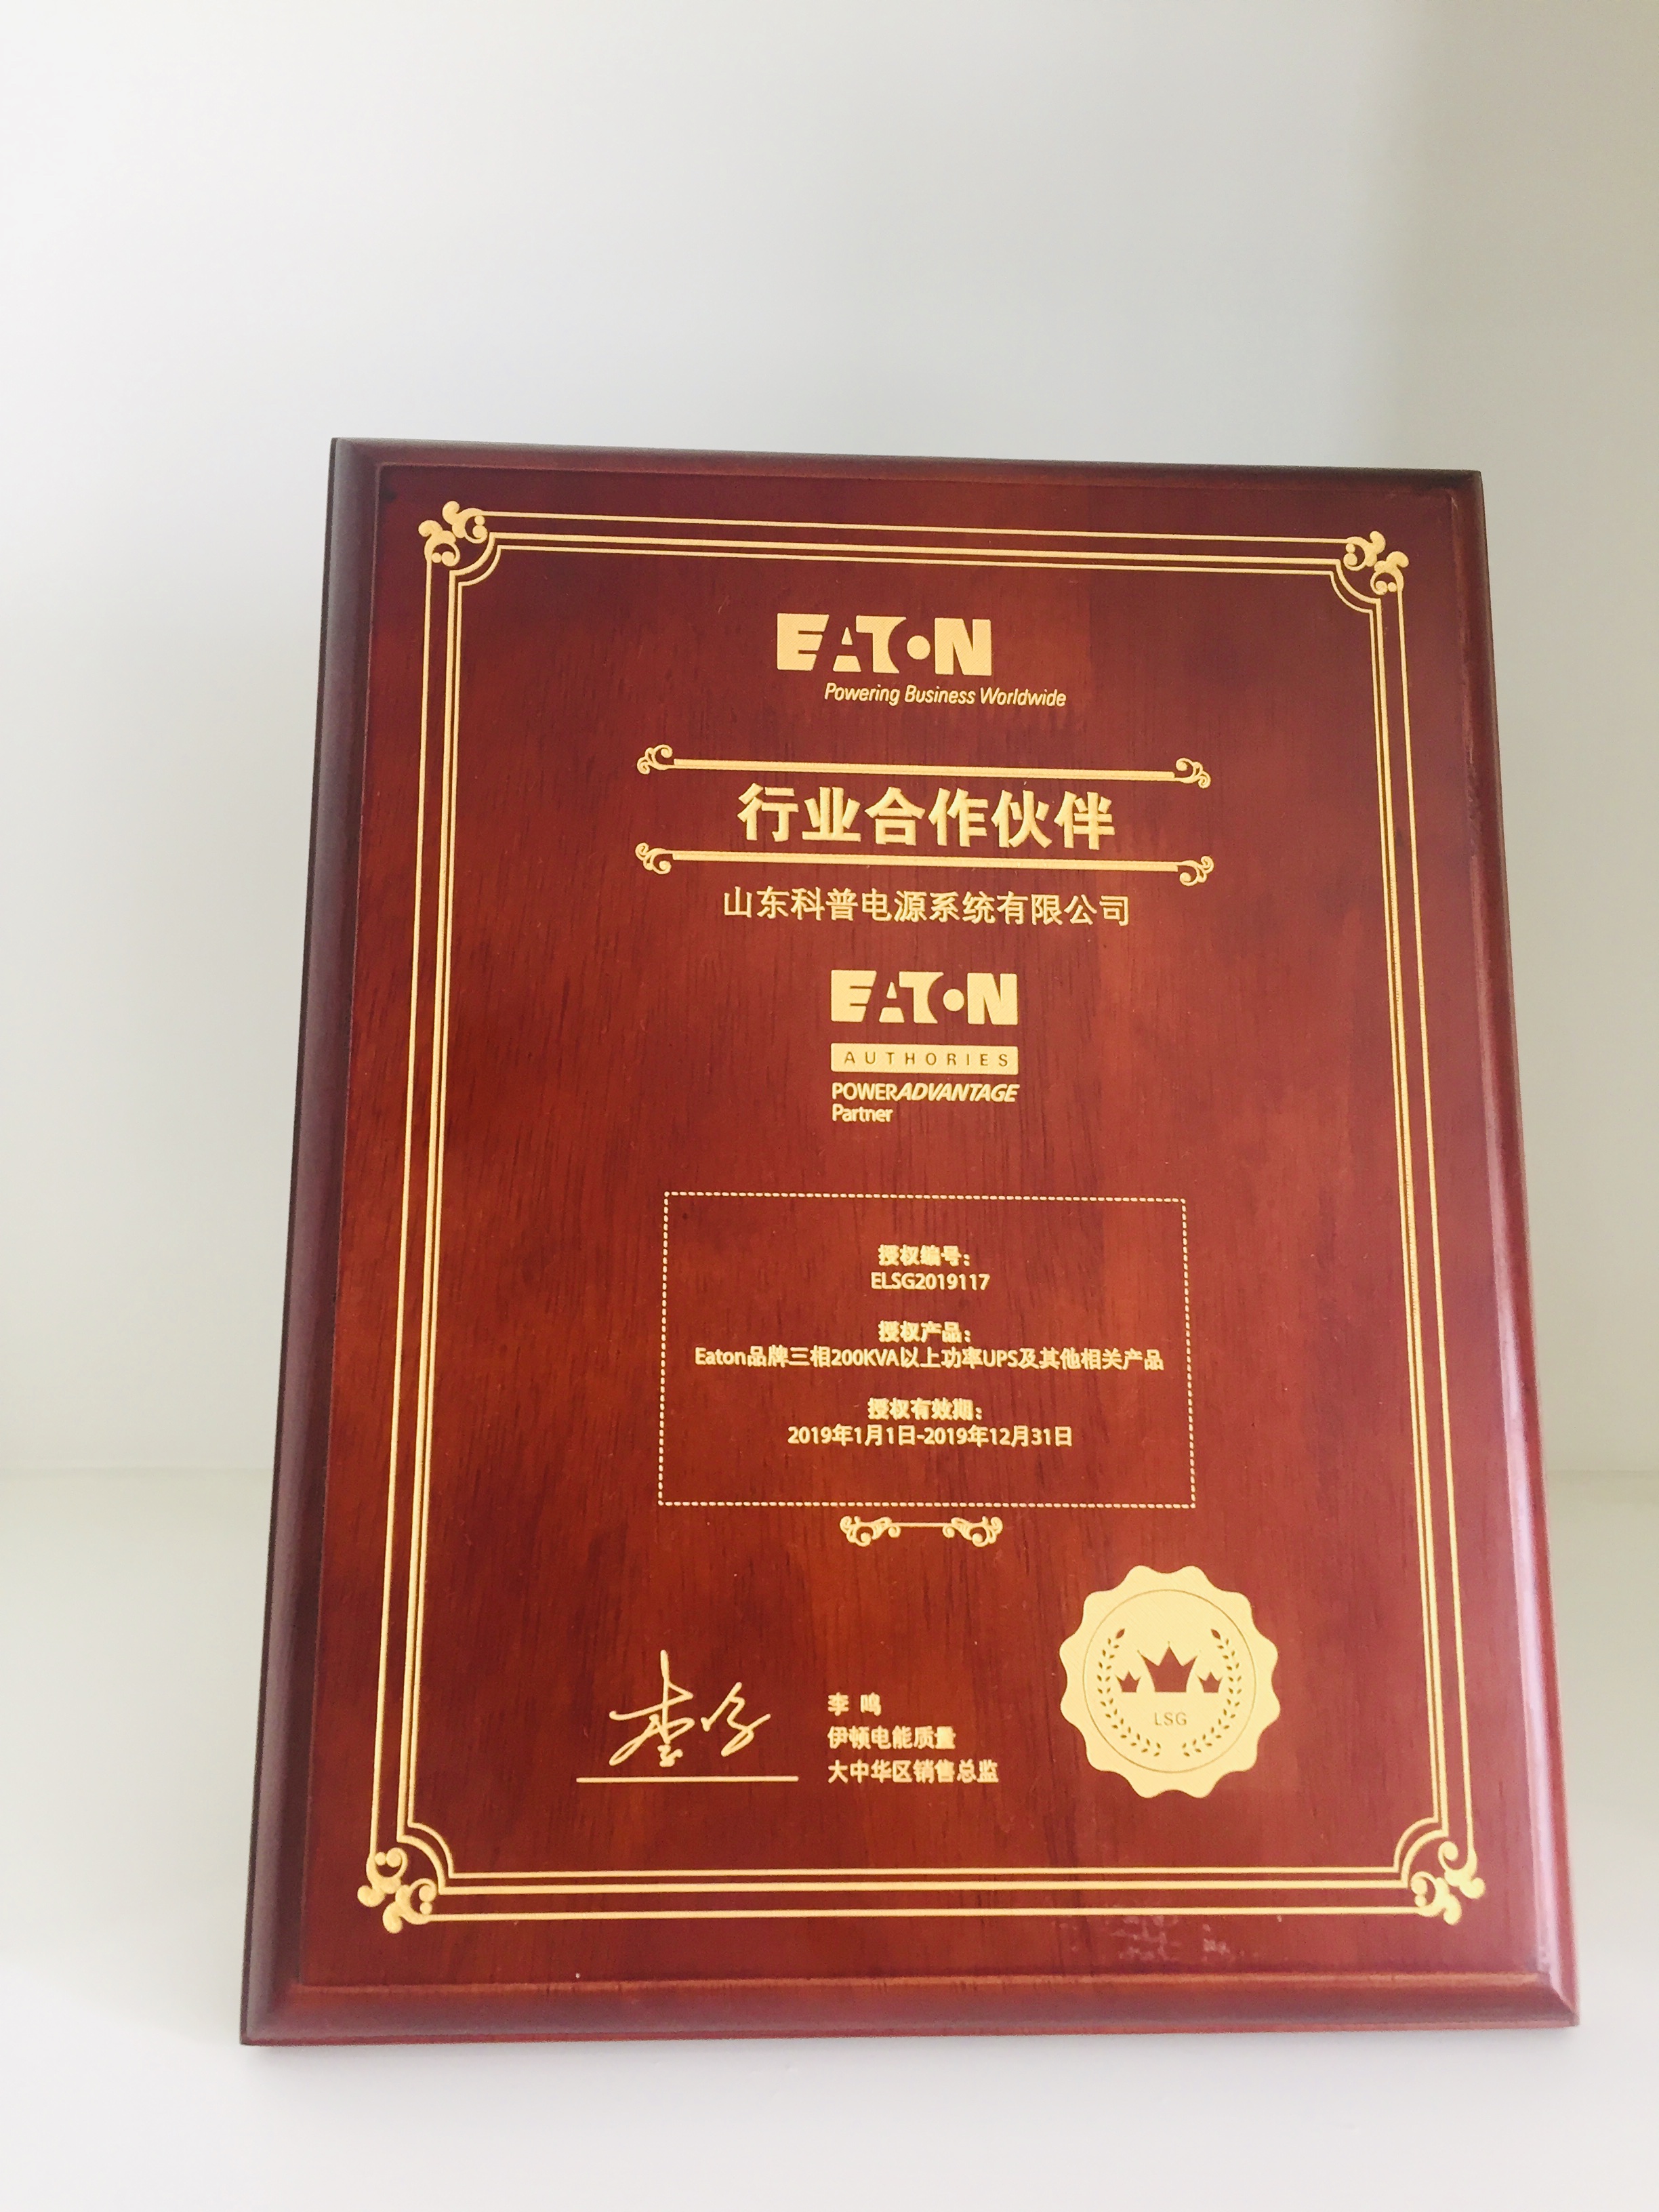 EATON
Powering Business Worldwide
行业合作伙伴
山东科普电源系统有限公司
EATON
AUTHORIES
POWERADVANTAGE
Partner
授权编号：
ELSG2019117
授权产品：
Eaton品牌三相200KVA以上功率UPS及其他相关产品
授权有效期：
2019年1月1日-2019年12月31日
李鸣
李 鸣
伊顿电能质量
大中华区销售总监
LSG